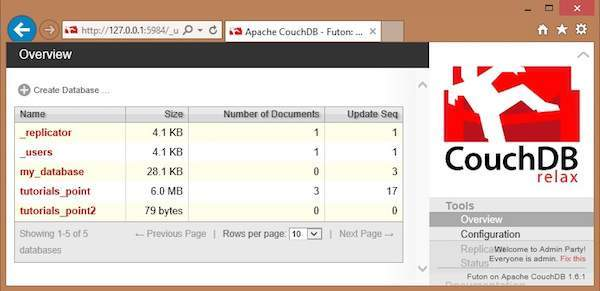 http://127.0.0.1:5984/_u
Apache CouchDB - Futon: ...
Overview
Create Database ...
Name Size Number of Documents Update Seq
_replicator 4.1 KB 1 1
_users 4.1 KB 1 1
my_database 28.1 KB 0 3
tutorials_point 6.0 MB 3 17
tutorials_point2 79 bytes 0 0
Showing 1-5 of 5
databases
← Previous Page | Rows per page: 10 | Next Page →
CouchDB
relax
Tools
Overview
Configuration
Replicator
Status
Welcome to Admin Party!
Everyone is admin. Fix this
Futon on Apache CouchDB 1.6.1